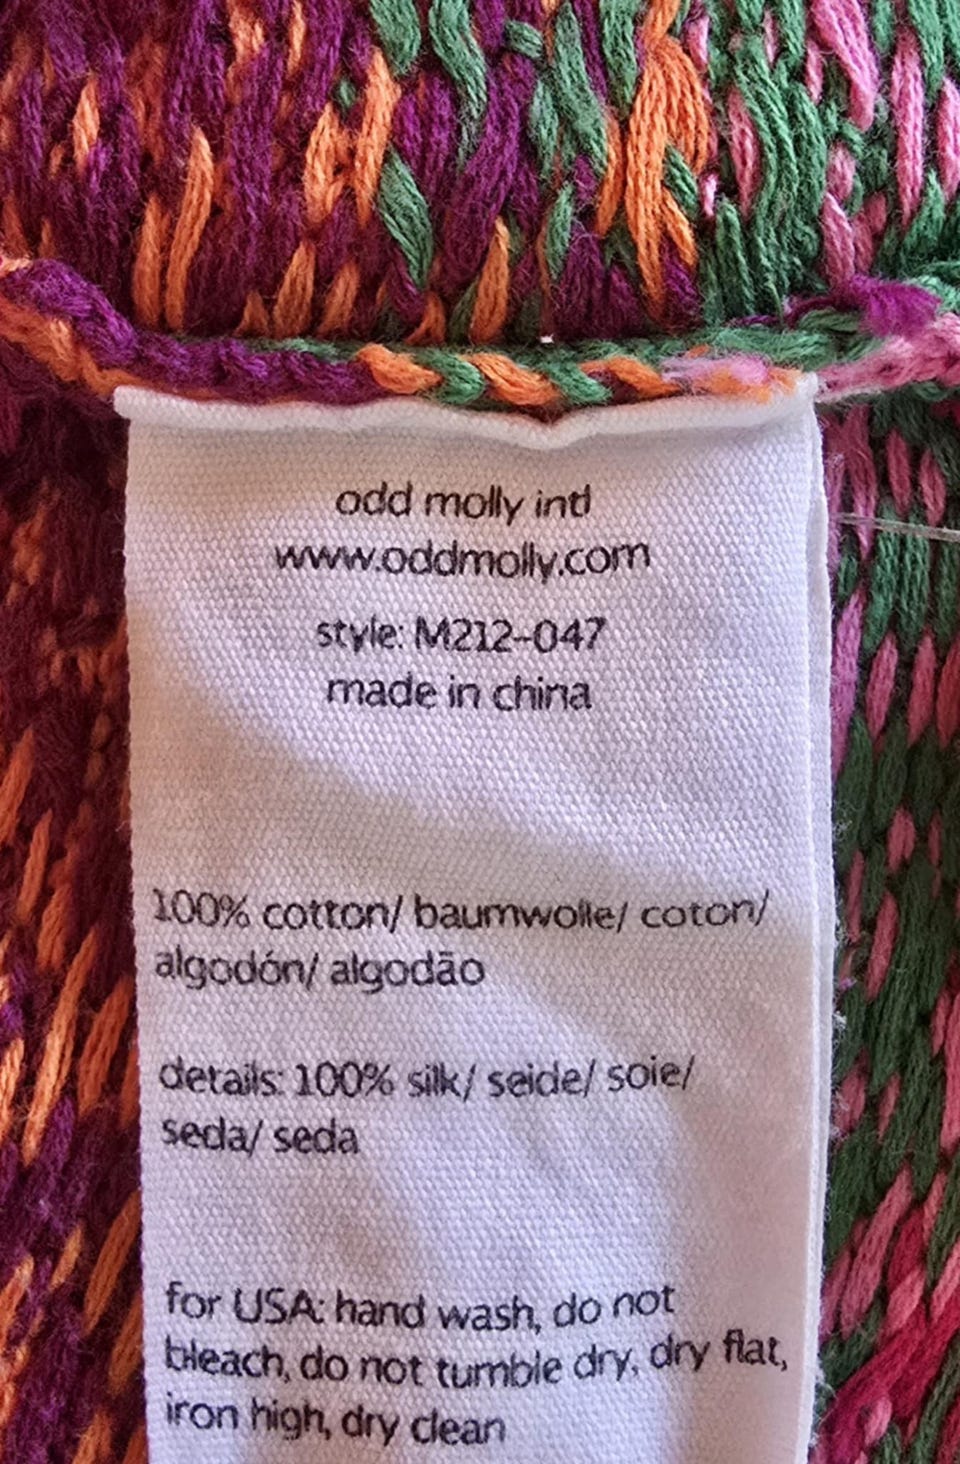 odd molly intl
www.oddmolly.com
style: M212-047
made in china
100% cotton/ baumwolle/ coton/
algodón/ algodão
details: 100% silk/ seide/ soie/
seda/ seda
for USA: hand wash, do not
bleach, do not tumble dry, dry flat,
iron high, dry clean